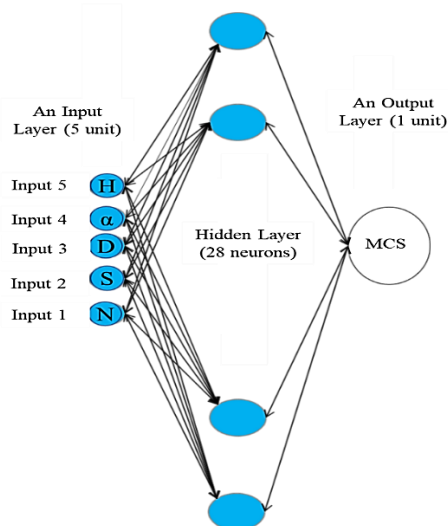 An Input
Layer (5 unit)
An Output
Layer (1 unit)
Input 5 H
Input 4 α
Input 3 D
Input 2 S
Input 1 N
Hidden Layer
(28 neurons)
MCS